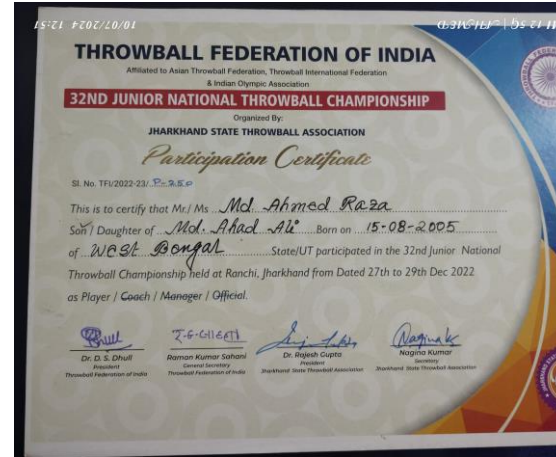 THROWBALL FEDERATION OF INDIA
Affiliated to Asian Throwball Federation, Throwball International Federation
& Indian Olympic Association
32ND JUNIOR NATIONAL THROWBALL CHAMPIONSHIP
Organized By:
JHARKHAND STATE THROWBALL ASSOCIATION
Participation Certificate
Sl. No. TFI/2022-23/ P-250
This is to certify that Mr./ Ms Md. Ahmed Raza
Son / Daughter of Md. Ahad Ali Born on 15-08-2005
of West Bengal State/UT participated in the 32nd Junior National
Throwball Championship held at Ranchi, Jharkhand from Dated 27th to 29th Dec 2022
as Player / Coach / Manager / Official.
Dr. D. S. Dhull Raman Kumar Sahani Dr. Rajesh Gupta Nagina Kumar
President General Secretary President Secretary
Throwball Federation of India Throwball Federation of India Jharkhand State Throwball Association Jharkhand State Throwball Association
10/07/2024 12:51